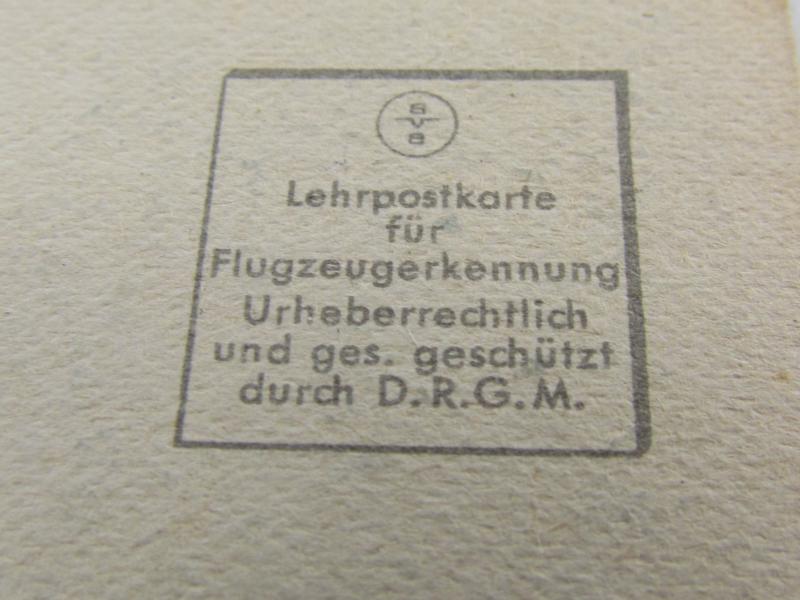 S
V
B
Lehrpostkarte
für
Flugzeugerkennung
Urheberrechtlich
und ges. geschützt
durch D.R.G.M.